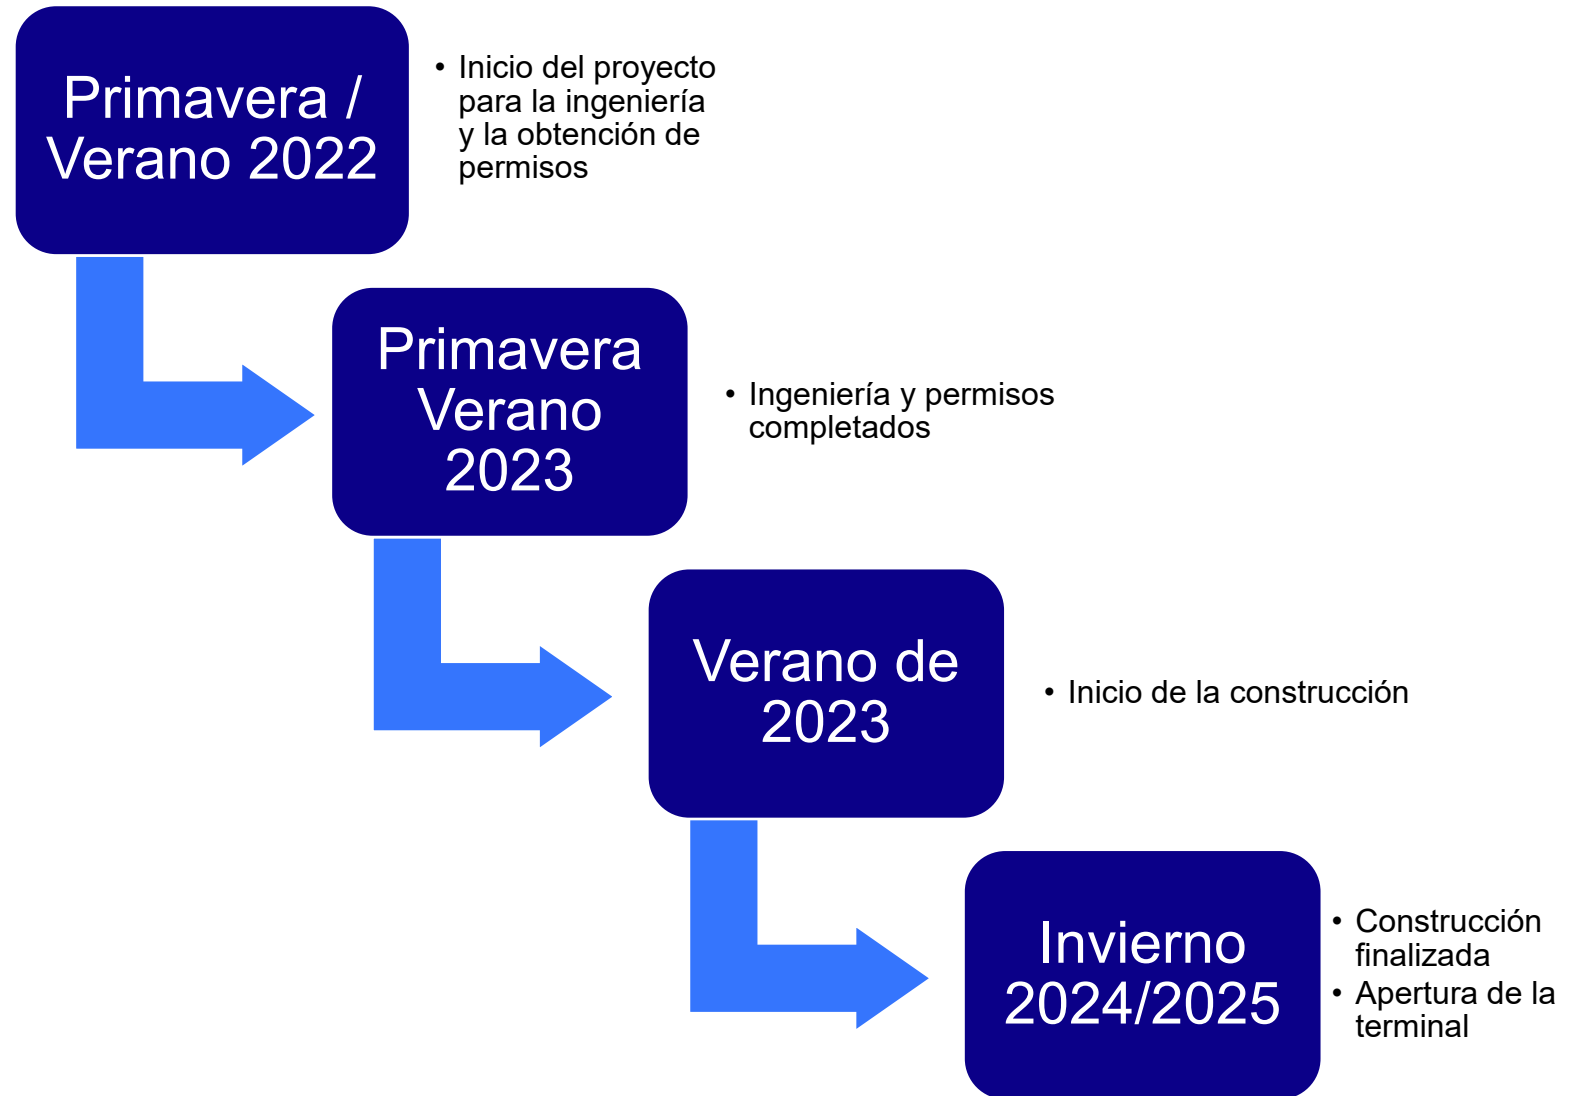 Primavera /
Verano 2022
• Inicio del proyecto
para la ingeniería
y la obtención de
permisos
Primavera
Verano
2023
• Ingeniería y permisos
completados
Verano de
2023
• Inicio de la construcción
Invierno
2024/2025
• Construcción
finalizada
• Apertura de la
terminal